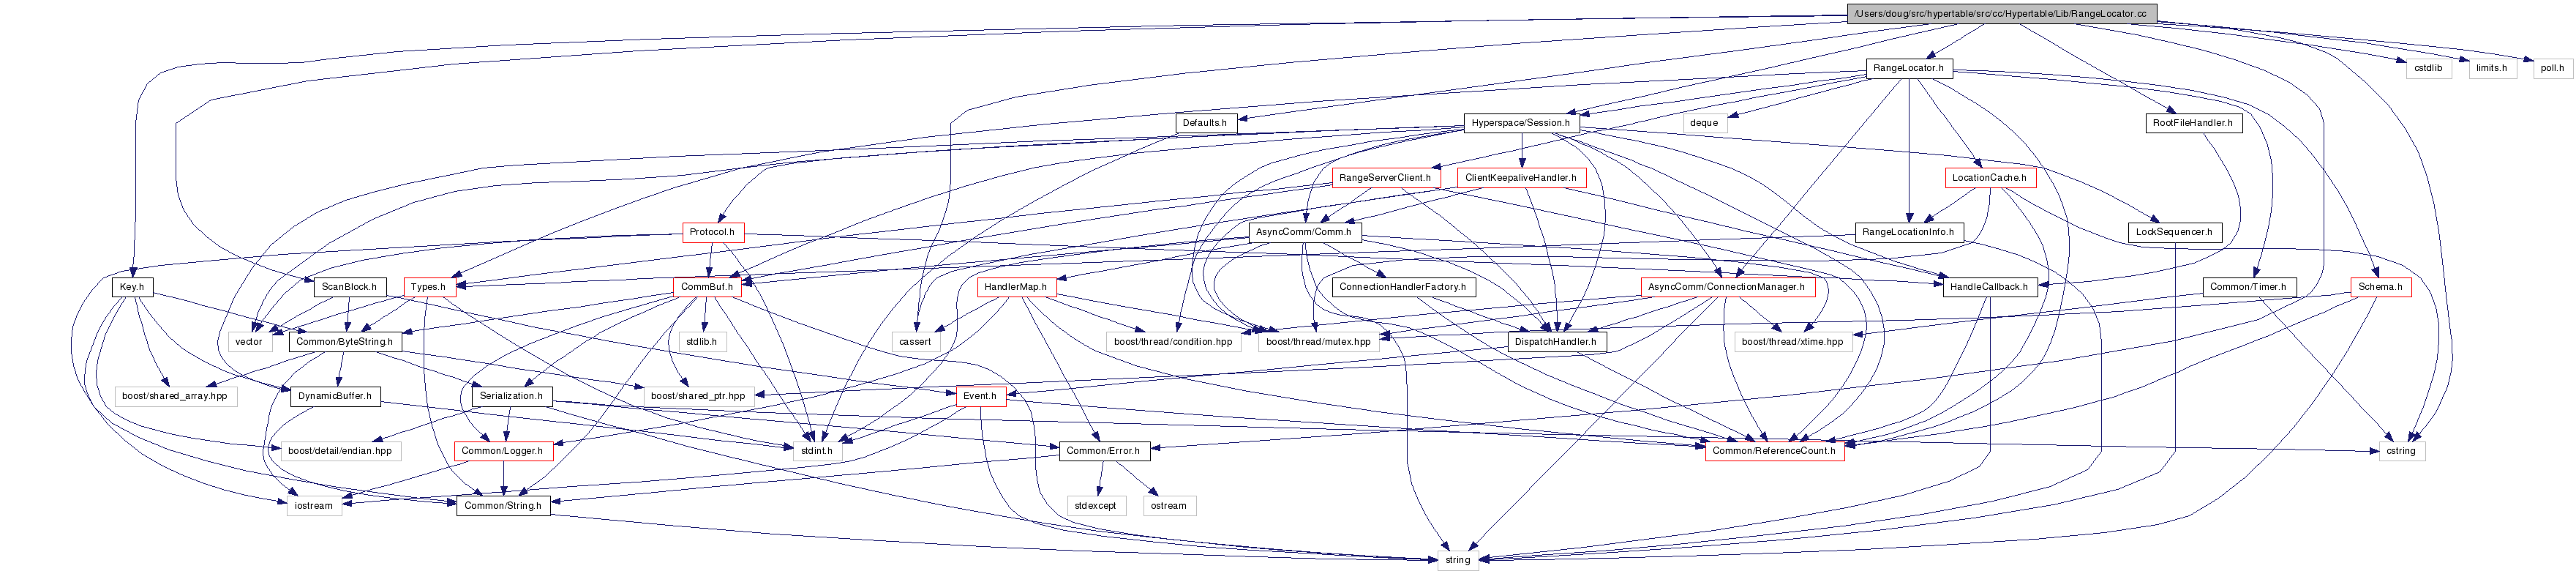 /Users/doug/src/hypertable/src/cc/Hypertable/Lib/RangeLocator.cc
RangeLocator.h
cstdlib
limits.h
poll.h
Defaults.h
Hyperspace/Session.h
deque
RootFileHandler.h
RangeServerClient.h
ClientKeepaliveHandler.h
LocationCache.h
Protocol.h
AsyncComm/Comm.h
RangeLocationInfo.h
LockSequencer.h
Key.h
ScanBlock.h
Types.h
CommBuf.h
HandlerMap.h
ConnectionHandlerFactory.h
AsyncComm/ConnectionManager.h
HandleCallback.h
Common/Timer.h
Schema.h
vector
Common/ByteString.h
stdlib.h
cassert
boost/thread/condition.hpp
boost/thread/mutex.hpp
DispatchHandler.h
boost/thread/xtime.hpp
boost/shared_array.hpp
DynamicBuffer.h
Serialization.h
boost/shared_ptr.hpp
Event.h
boost/detail/endian.hpp
Common/Logger.h
stdint.h
Common/Error.h
Common/ReferenceCount.h
cstring
iostream
Common/String.h
stdexcept
ostream
string